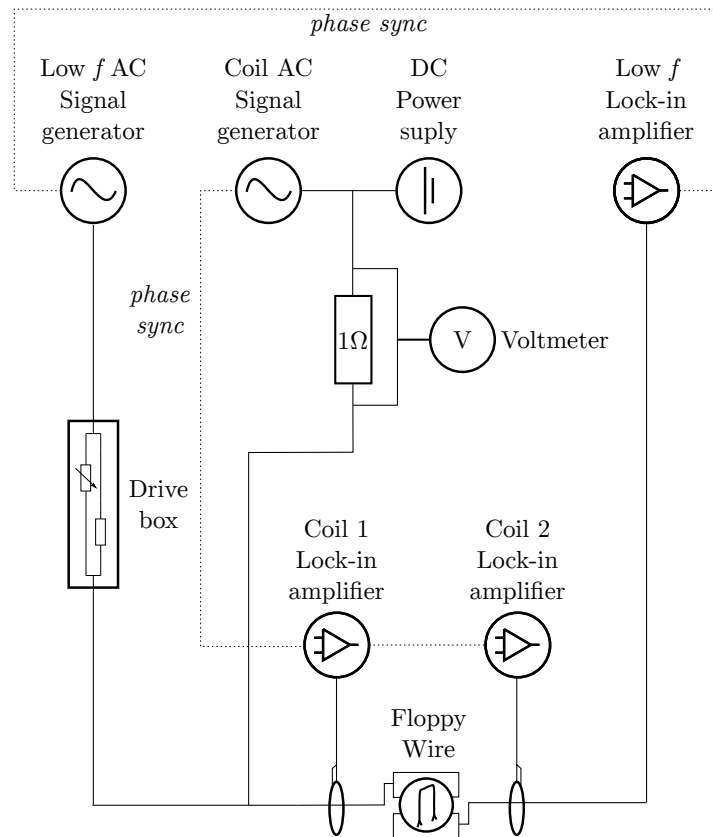 phase sync
Low f AC
Signal
generator
Coil AC
Signal
generator
DC
Power
suply
Low f
Lock-in
amplifier
phase
sync
1Ω
V
Voltmeter
Drive
box
Coil 1
Lock-in
amplifier
Coil 2
Lock-in
amplifier
Floppy
Wire